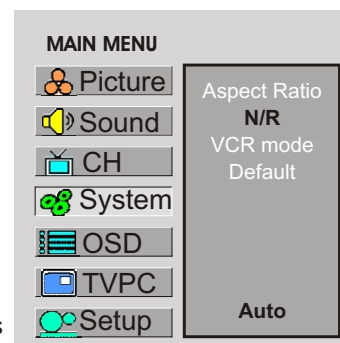 MAIN MENU
Picture
Sound
CH
System
OSD
TVPC
Setup
Aspect Ratio
N/R
VCR mode
Default
Auto
s